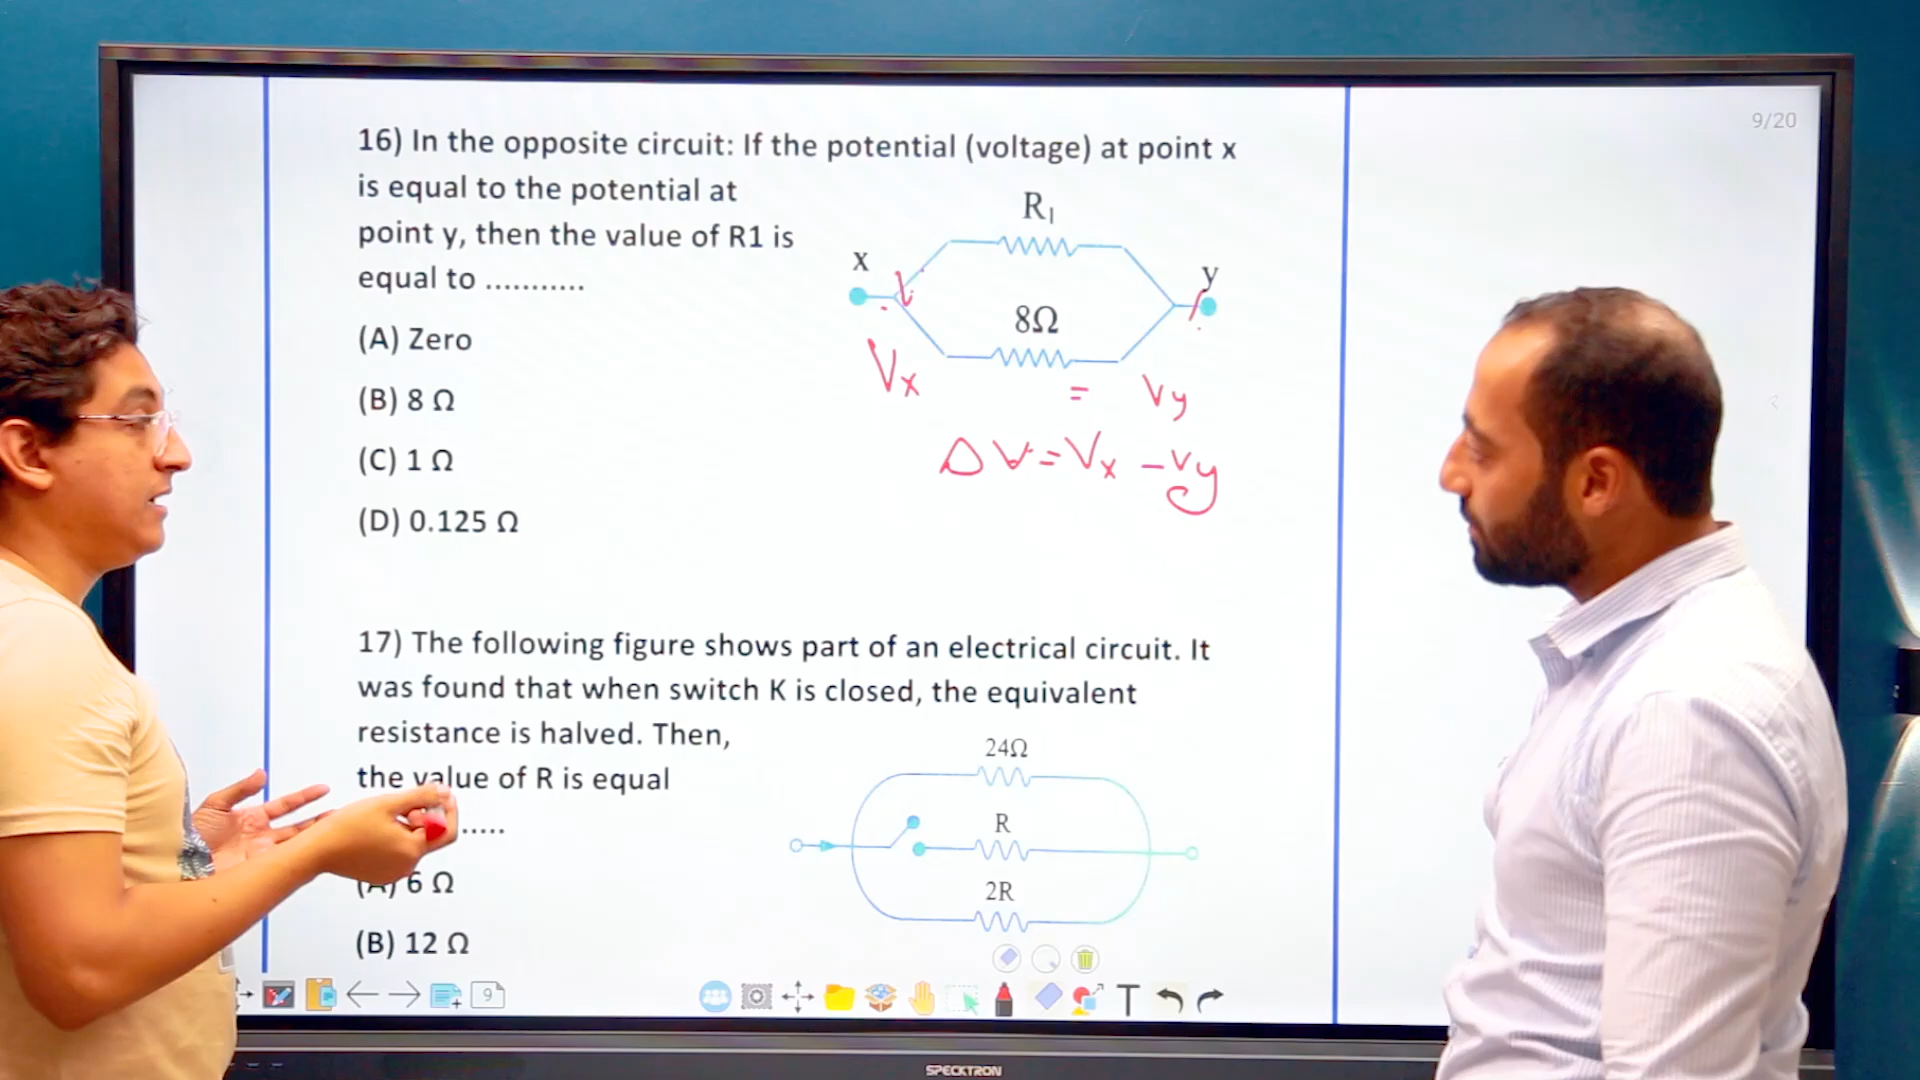 9/20
16) In the opposite circuit: If the potential (voltage) at point x
is equal to the potential at
point y, then the value of R1 is
equal to ...........
R₁
x
y
8Ω
(A) Zero
(B) 8 Ω
(C) 1 Ω
(D) 0.125 Ω
Vx = Vy
ΔV = Vx - Vy
17) The following figure shows part of an electrical circuit. It
was found that when switch K is closed, the equivalent
resistance is halved. Then,
the value of R is equal
.....
24Ω
R
2R
(A) 6 Ω
(B) 12 Ω
9
T
SPECKTRON